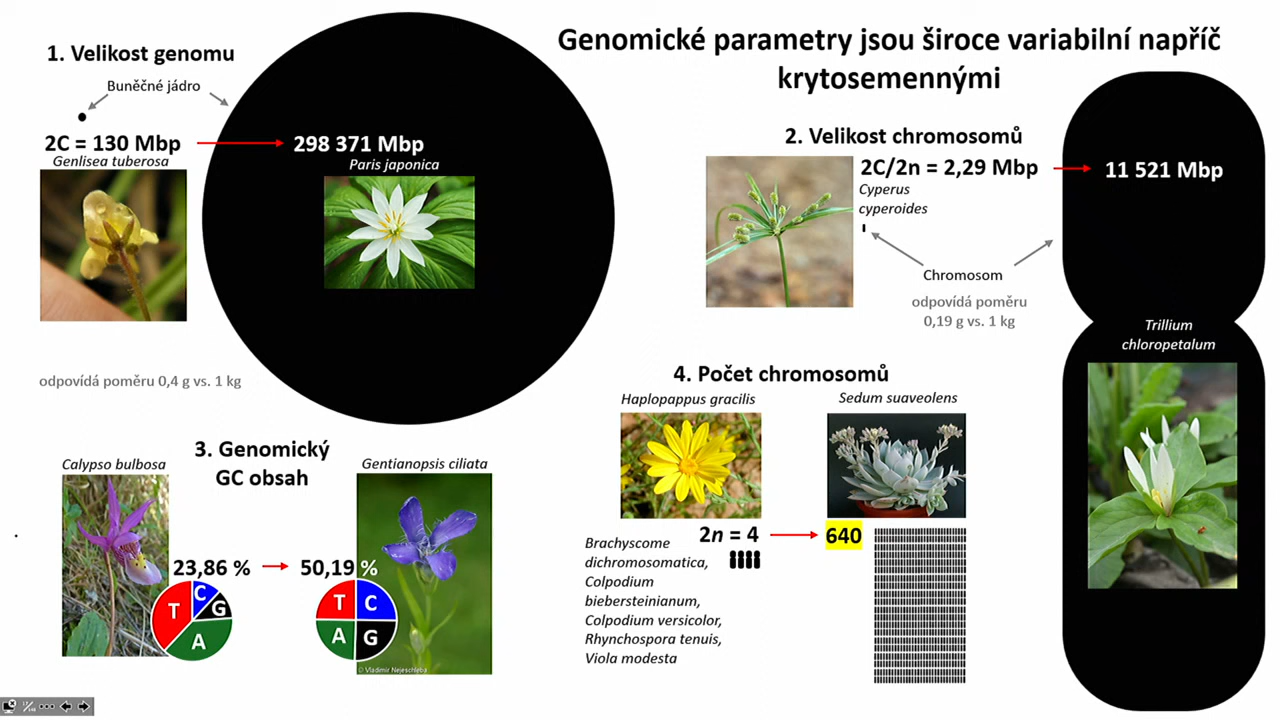 Genomické parametry jsou široce variabilní napříč
krytosemennými
1. Velikost genomu
Buněčné jádro
2C = 130 Mbp
298 371 Mbp
Genlisea tuberosa
Paris japonica
odpovídá poměru 0,4 g vs. 1 kg
2. Velikost chromosomů
2C/2n = 2,29 Mbp
11 521 Mbp
Cyperus
cyperoides
Chromosom
odpovídá poměru
0,19 g vs. 1 kg
Trillium
chloropetalum
3. Genomický
GC obsah
Calypso bulbosa
Gentianopsis ciliata
23,86 %
50,19 %
T
C
G
A
T
C
A
G
© Vladimír Nejeschleba
4. Počet chromosomů
Haplopappus gracilis
Sedum suaveolens
2n = 4
640
Brachyscome
dichromosomatica,
Colpodium
biebersteinianum,
Colpodium versicolor,
Rhynchospora tenuis,
Viola modesta